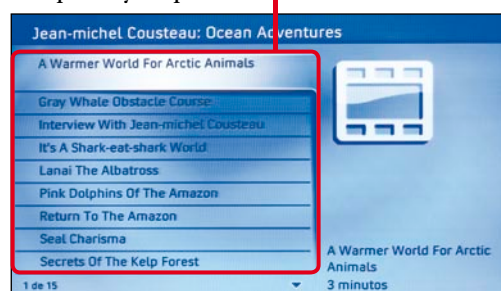 Jean-michel Cousteau: Ocean Adventures
A Warmer World For Arctic Animals
Gray Whale Obstacle Course
Interview With Jean-michel Cousteau
It's A Shark-eat-shark World
Lanai The Albatross
Pink Dolphins Of The Amazon
Return To The Amazon
Seal Charisma
Secrets Of The Kelp Forest
1 de 15
A Warmer World For Arctic
Animals
3 minutos